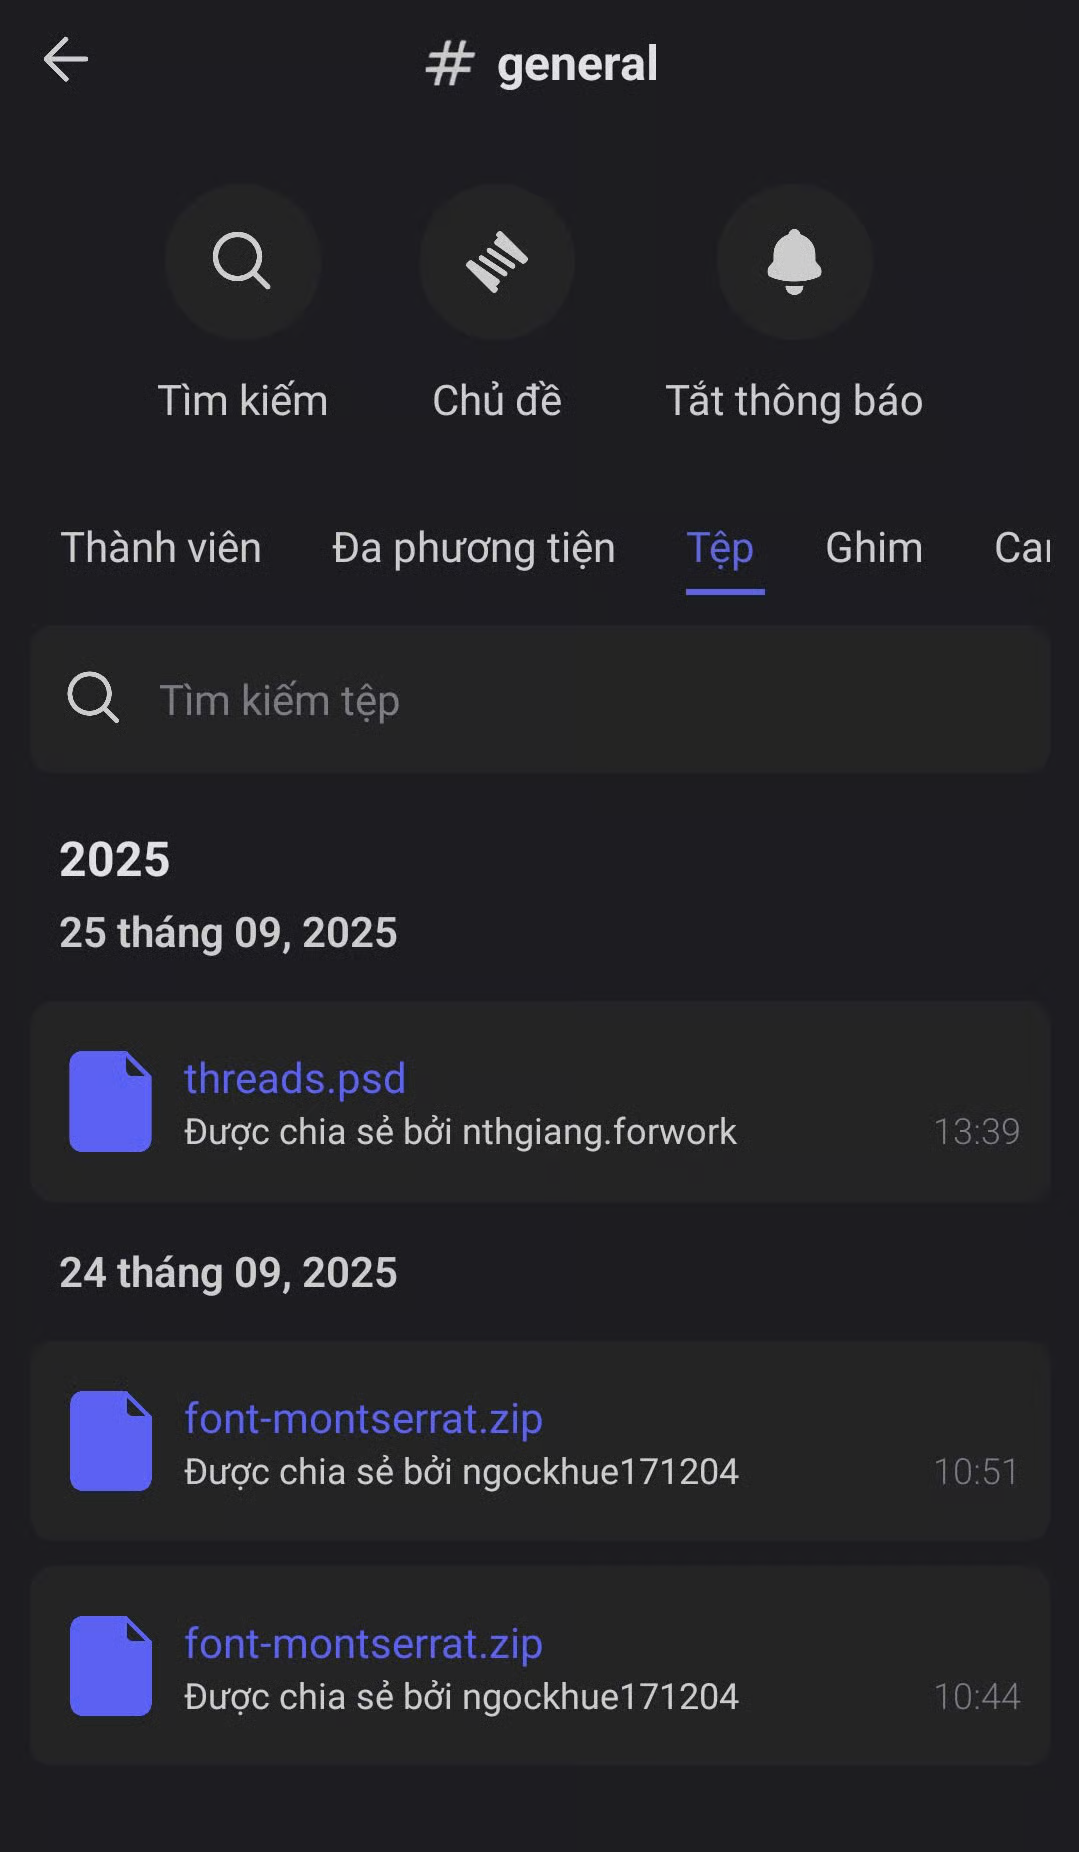 # general
Tìm kiếm Chủ đề Tắt thông báo
Thành viên Đa phương tiện Tệp Ghim
Tìm kiếm tệp
2025
25 tháng 09, 2025
threads.psd
Được chia sẻ bởi nthgiang.forwork 13:39
24 tháng 09, 2025
font-montserrat.zip
Được chia sẻ bởi ngockhue171204 10:51
font-montserrat.zip
Được chia sẻ bởi ngockhue171204 10:44